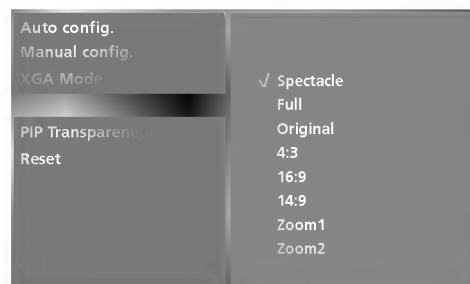 Auto config.
Manual config.
XGA Mode
PIP Transparency
Reset
✓ Spectacle
Full
Original
4:3
16:9
14:9
Zoom1
Zoom2